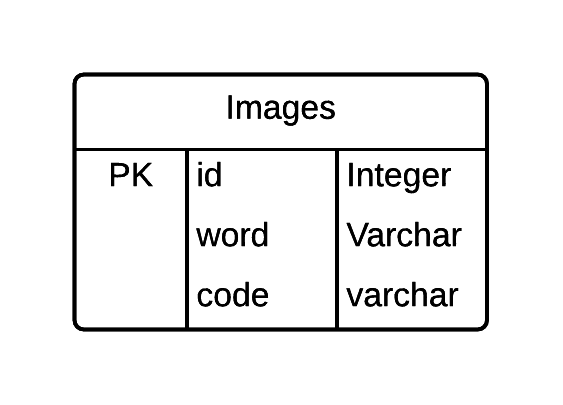 Images
PK id Integer
word Varchar
code varchar